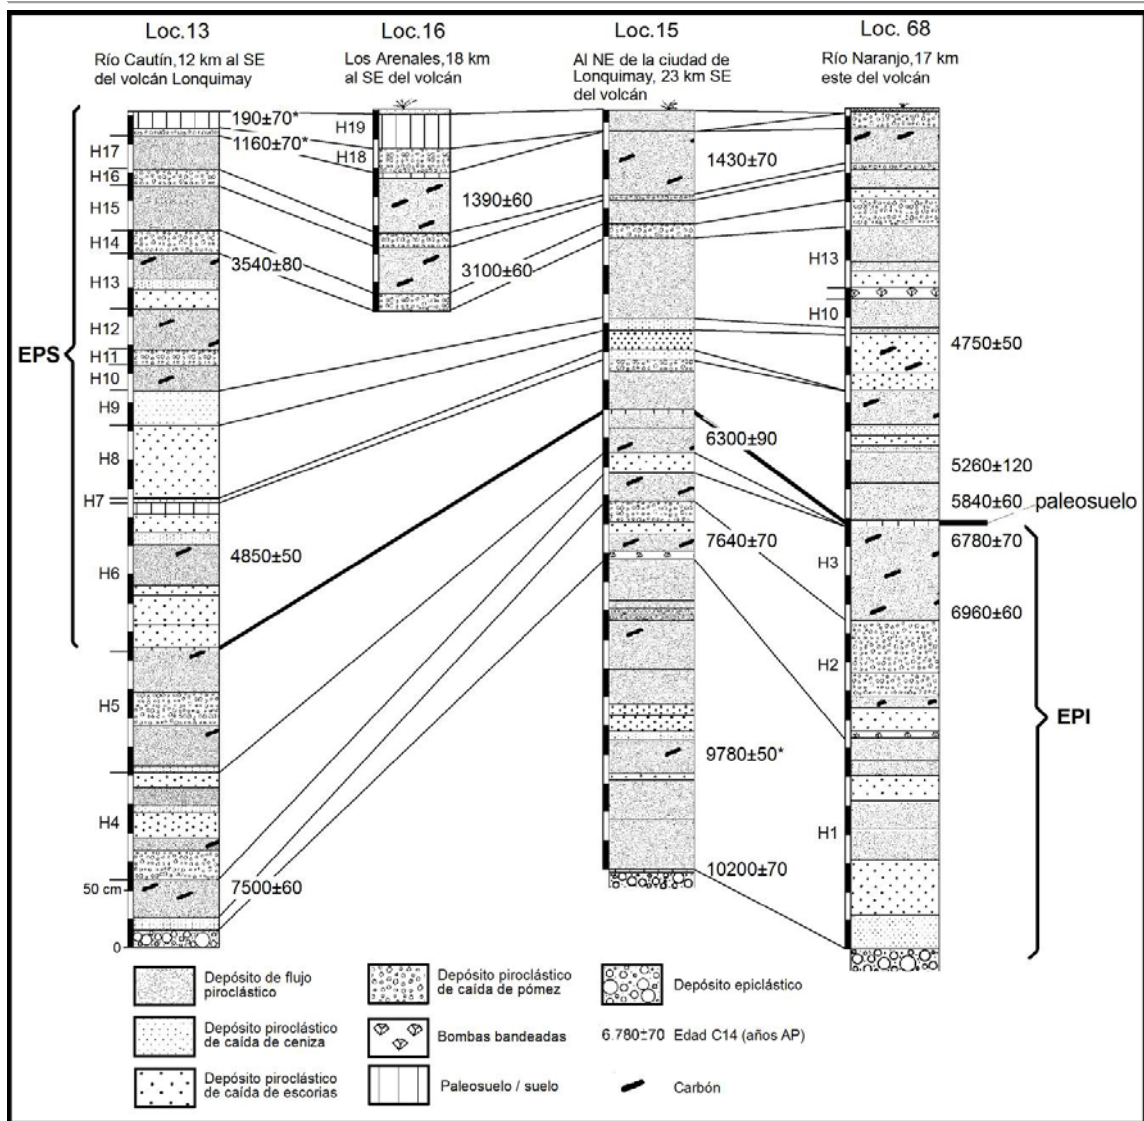 Loc.13
Río Cautín,12 km al SE
del volcán Lonquimay
Loc.16
Los Arenales,18 km
al SE del volcán
Loc.15
Al NE de la ciudad de
Lonquimay, 23 km SE
del volcán
Loc. 68
Río Naranjo,17 km
este del volcán
EPS
H17
H16
H15
H14
H13
H12
H11
H10
H9
H8
H7
H6
H5
H4
50 cm
0
190±70*
1160±70*
3540±80
4850±50
7500±60
H19
H18
1390±60
3100±60
1430±70
6300±90
7640±70
9780±50*
10200±70
H13
H10
H3
H2
H1
4750±50
5260±120
5840±60
paleosuelo
6780±70
6960±60
EPI
Depósito de flujo
piroclástico
Depósito piroclástico
de caída de ceniza
Depósito piroclástico
de caída de escorias
Depósito piroclástico
de caída de pómez
Bombas bandeadas
Paleosuelo / suelo
Depósito epiclástico
6.780±70 Edad C14 (años AP)
Carbón